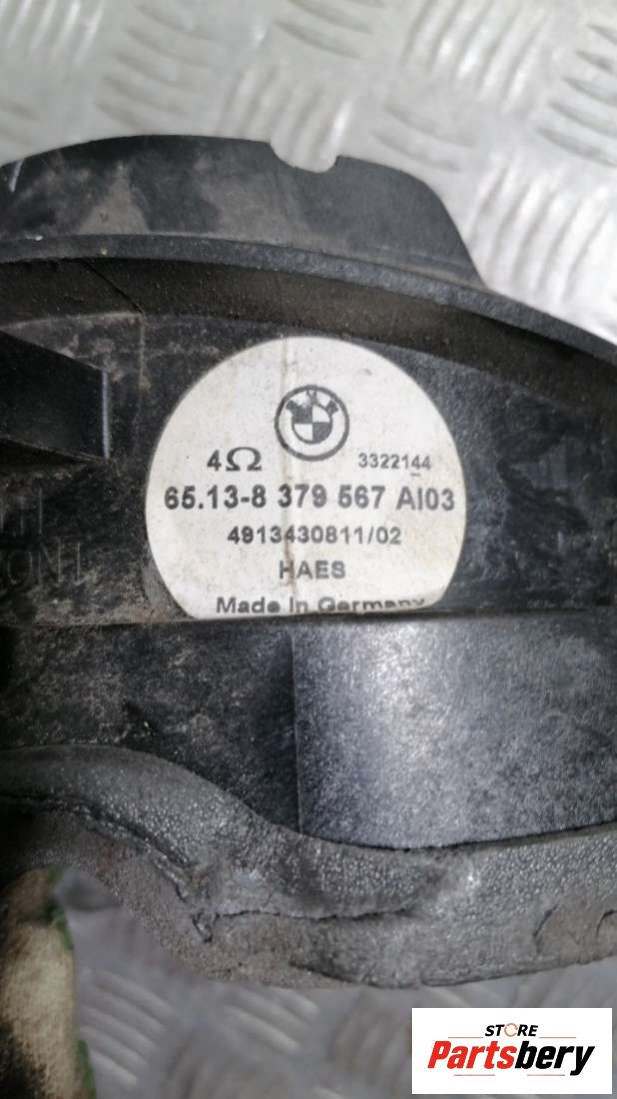 4Ω 3322144
65.13-8 379 567 AI03
4913430811/02
HAES
Made In Germany
STORE
Partsbery